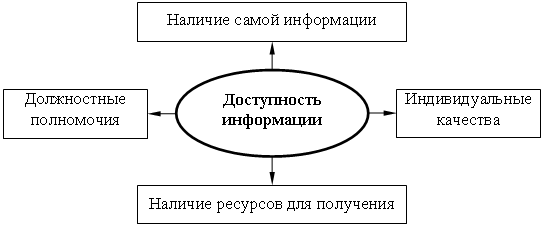 Наличие самой информации
Должностные
полномочия
Доступность
информации
Индивидуальные
качества
Наличие ресурсов для получения